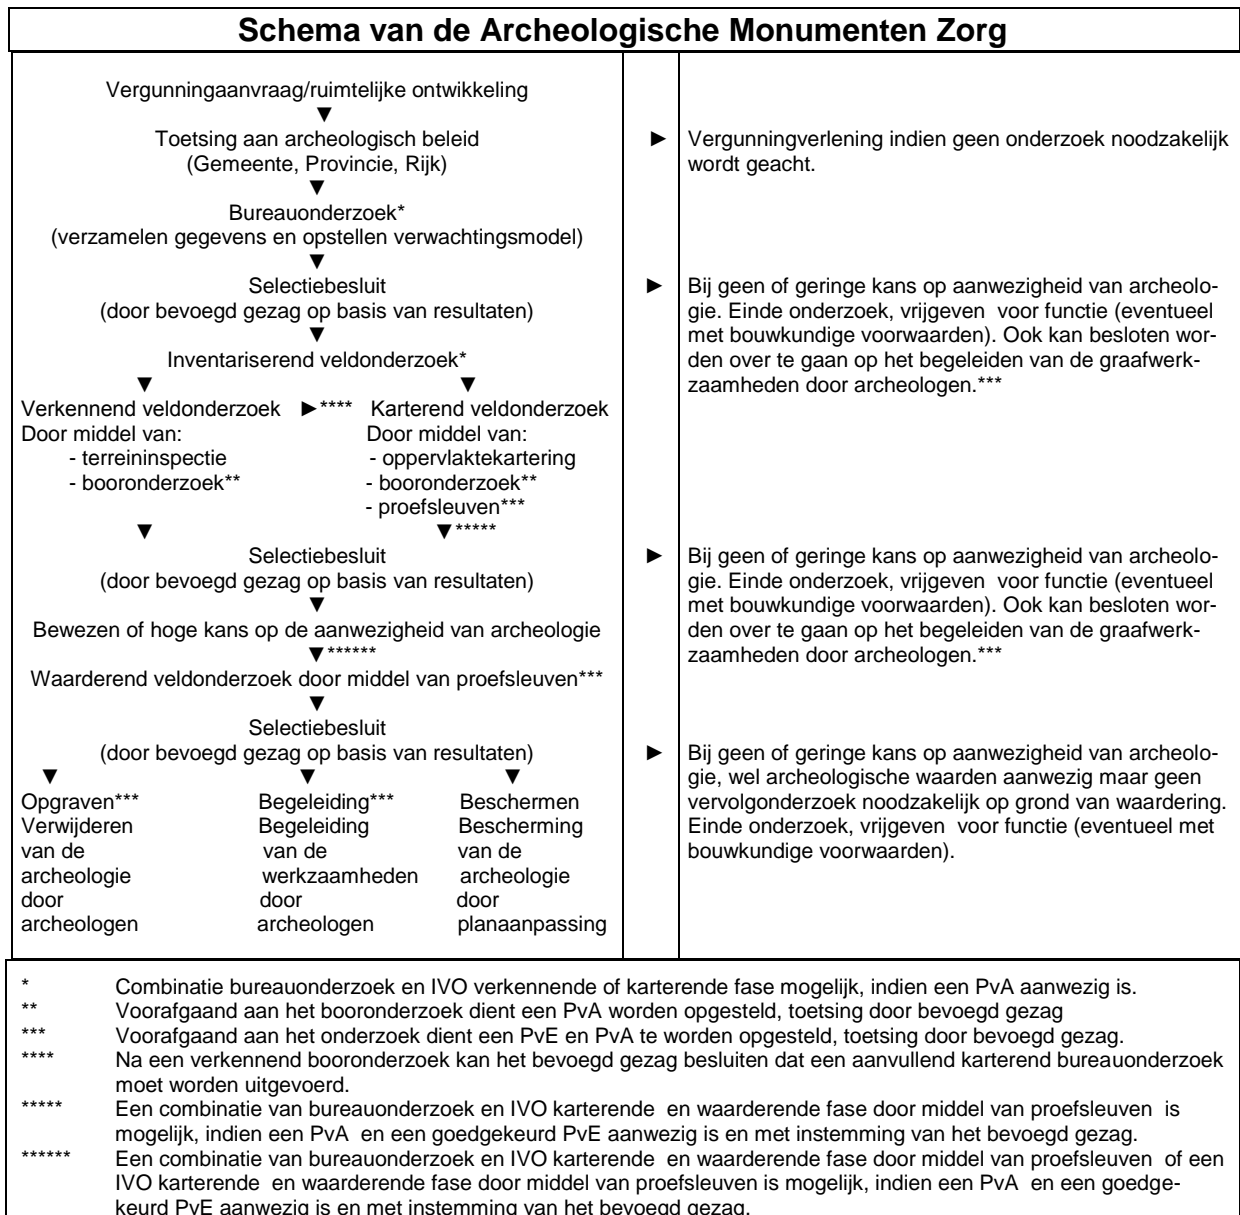 Schema van de Archeologische Monumenten Zorg
Vergunningaanvraag/ruimtelijke ontwikkeling
▼
Toetsing aan archeologisch beleid
(Gemeente, Provincie, Rijk)
► Vergunningverlening indien geen onderzoek noodzakelijk
wordt geacht.
▼
Bureauonderzoek*
(verzamelen gegevens en opstellen verwachtingsmodel)
▼
Selectiebesluit
(door bevoegd gezag op basis van resultaten)
► Bij geen of geringe kans op aanwezigheid van archeolo-
gie. Einde onderzoek, vrijgeven voor functie (eventueel
met bouwkundige voorwaarden). Ook kan besloten wor-
den over te gaan op het begeleiden van de graafwerk-
zaamheden door archeologen.***
▼
Inventariserend veldonderzoek*
▼ ▼
Verkennend veldonderzoek ►**** Karterend veldonderzoek
Door middel van: Door middel van:
- terreininspectie - oppervlaktekartering
- booronderzoek** - booronderzoek**
- proefsleuven***
▼ ▼*****
Selectiebesluit
(door bevoegd gezag op basis van resultaten)
► Bij geen of geringe kans op aanwezigheid van archeolo-
gie. Einde onderzoek, vrijgeven voor functie (eventueel
met bouwkundige voorwaarden). Ook kan besloten wor-
den over te gaan op het begeleiden van de graafwerk-
zaamheden door archeologen.***
▼
Bewezen of hoge kans op de aanwezigheid van archeologie
▼******
Waarderend veldonderzoek door middel van proefsleuven***
▼
Selectiebesluit
(door bevoegd gezag op basis van resultaten)
► Bij geen of geringe kans op aanwezigheid van archeolo-
gie, wel archeologische waarden aanwezig maar geen
vervolgonderzoek noodzakelijk op grond van waardering.
Einde onderzoek, vrijgeven voor functie (eventueel met
bouwkundige voorwaarden).
▼ ▼ ▼
Opgraven*** Begeleiding*** Beschermen
Verwijderen Begeleiding Bescherming
van de van de van de
archeologie werkzaamheden archeologie
door door door
archeologen archeologen planaanpassing
* Combinatie bureauonderzoek en IVO verkennende of karterende fase mogelijk, indien een PvA aanwezig is.
** Voorafgaand aan het booronderzoek dient een PvA worden opgesteld, toetsing door bevoegd gezag
*** Voorafgaand aan het onderzoek dient een PvE en PvA te worden opgesteld, toetsing door bevoegd gezag.
**** Na een verkennend booronderzoek kan het bevoegd gezag besluiten dat een aanvullend karterend bureauonderzoek
moet worden uitgevoerd.
***** Een combinatie van bureauonderzoek en IVO karterende en waarderende fase door middel van proefsleuven is
mogelijk, indien een PvA en een goedgekeurd PvE aanwezig is en met instemming van het bevoegd gezag.
****** Een combinatie van bureauonderzoek en IVO karterende en waarderende fase door middel van proefsleuven of een
IVO karterende en waarderende fase door middel van proefsleuven is mogelijk, indien een PvA en een goedge-
keurd PvE aanwezig is en met instemming van het bevoegd gezag.